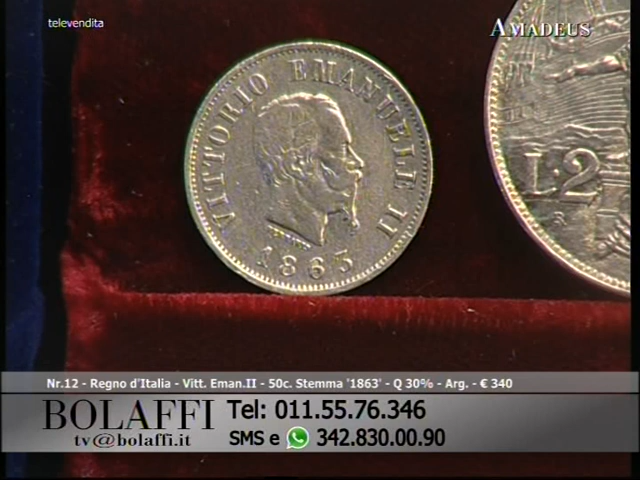 televendita
AMADEUS
VITTORIO EMANUELE II
1863
L.2
R
Nr.12 - Regno d'Italia - Vitt. Eman.II - 50c. Stemma '1863' - Q 30% - Arg. - € 340
BOLAFFI
tv@bolaffi.it
Tel: 011.55.76.346
SMS e 342.830.00.90